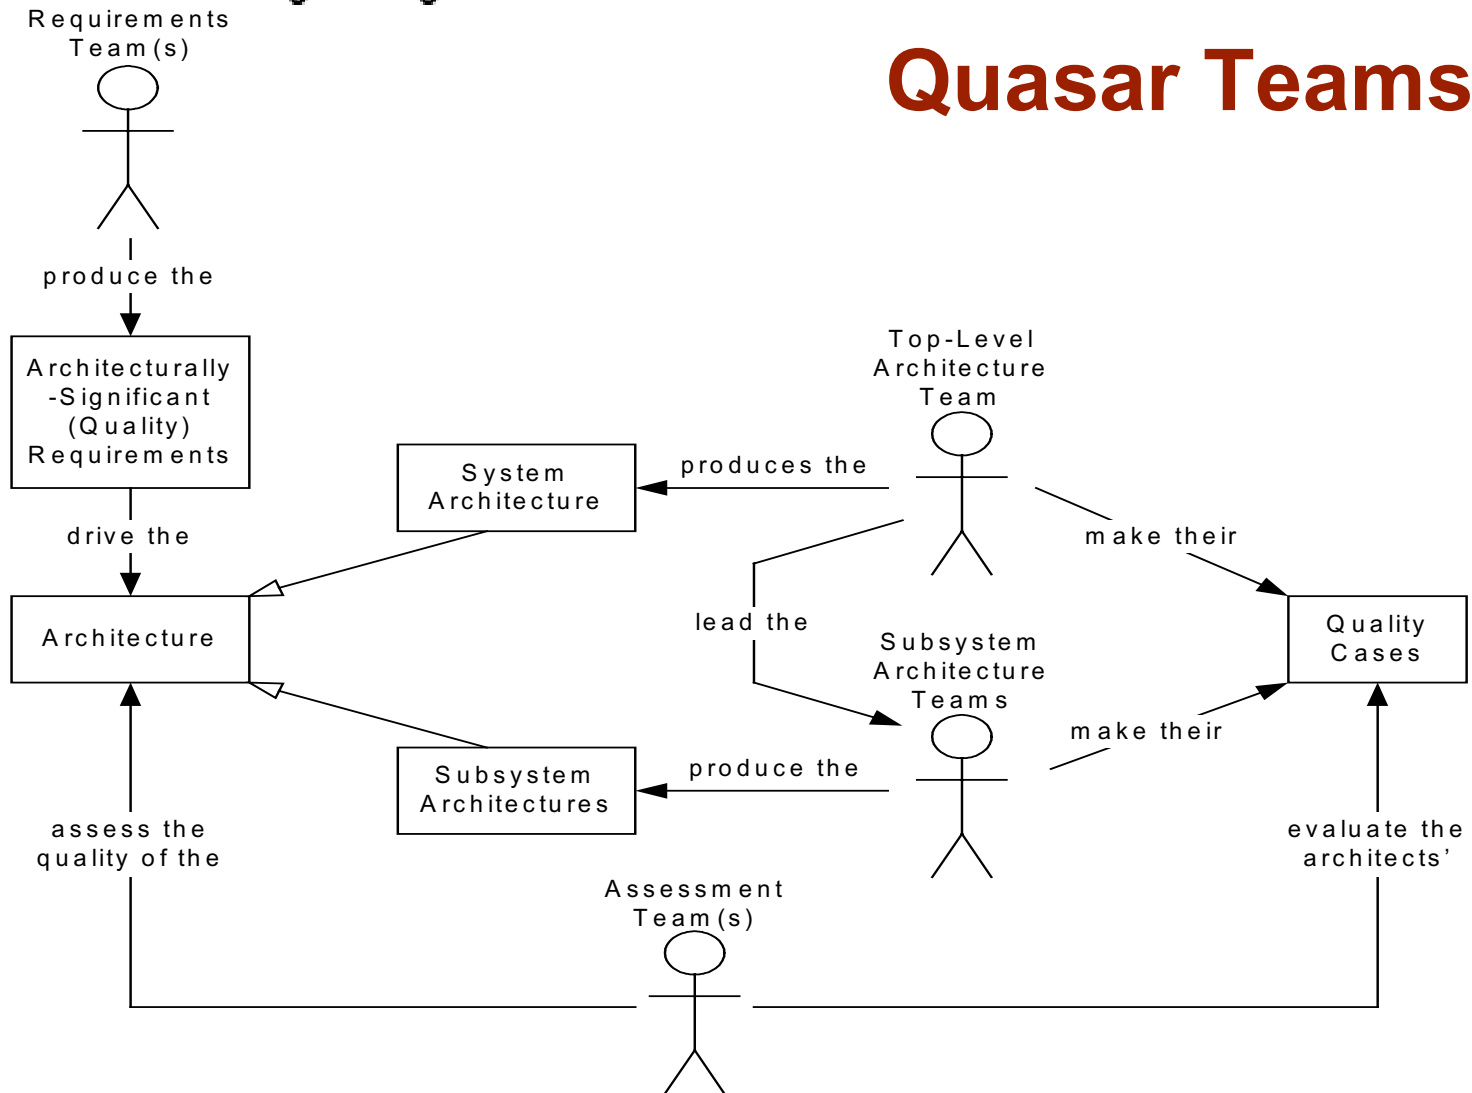 Requirements
Team(s)
Quasar Teams
produce the
Architecturally
-Significant
(Quality)
Requirements
drive the
Architecture
System
Architecture
produces the
Top-Level
Architecture
Team
make their
lead the
Subsystem
Architecture
Teams
make their
Quality
Cases
Subsystem
Architectures
produce the
assess the
quality of the
evaluate the
architects’
Assessment
Team(s)